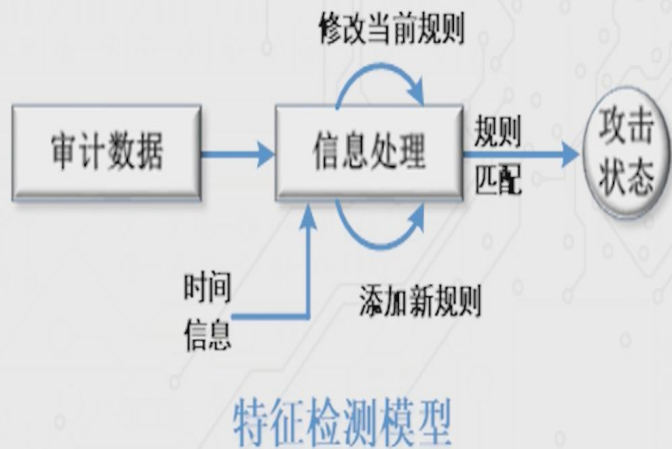 修改当前规则
审计数据
信息处理
规则
匹配
攻击
状态
时间
信息
添加新规则
特征检测模型